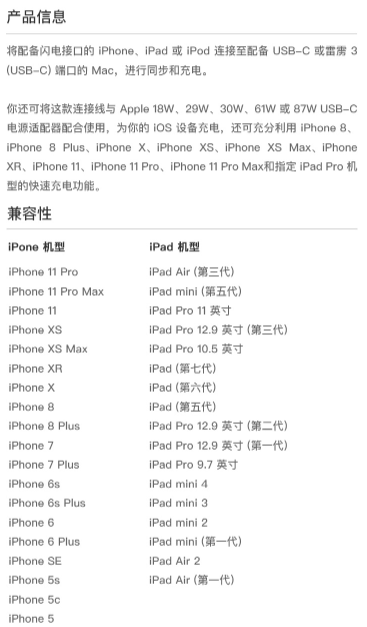 产品信息
将配备闪电接口的 iPhone、iPad 或 iPod 连接至配备 USB-C 或雷雳 3
(USB-C) 端口的 Mac，进行同步和充电。
你还可将这款连接线与 Apple 18W、29W、30W、61W 或 87W USB-C
电源适配器配合使用，为你的 iOS 设备充电，还可充分利用 iPhone 8、
iPhone 8 Plus、iPhone X、iPhone XS、iPhone XS Max、iPhone
XR、iPhone 11、iPhone 11 Pro、iPhone 11 Pro Max和指定 iPad Pro 机
型的快速充电功能。
兼容性
iPone 机型 iPad 机型
iPhone 11 Pro iPad Air (第三代)
iPhone 11 Pro Max iPad mini (第五代)
iPhone 11 iPad Pro 11 英寸
iPhone XS iPad Pro 12.9 英寸 (第三代)
iPhone XS Max iPad Pro 10.5 英寸
iPhone XR iPad (第七代)
iPhone X iPad (第六代)
iPhone 8 iPad (第五代)
iPhone 8 Plus iPad Pro 12.9 英寸 (第二代)
iPhone 7 iPad Pro 12.9 英寸 (第一代)
iPhone 7 Plus iPad Pro 9.7 英寸
iPhone 6s iPad mini 4
iPhone 6s Plus iPad mini 3
iPhone 6 iPad mini 2
iPhone 6 Plus iPad mini (第一代)
iPhone SE iPad Air 2
iPhone 5s iPad Air (第一代)
iPhone 5c
iPhone 5